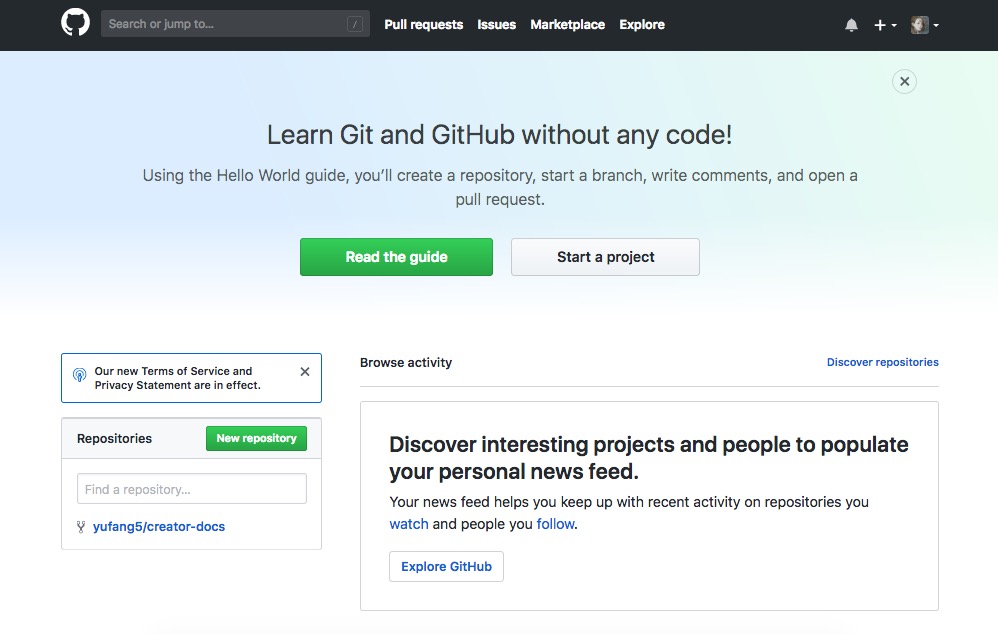 Search or jump to... /
Pull requests Issues Marketplace Explore
Learn Git and GitHub without any code!
Using the Hello World guide, you’ll create a repository, start a branch, write comments, and open a
pull request.
Read the guide
Start a project
Our new Terms of Service and
Privacy Statement are in effect.
Repositories
New repository
Find a repository...
yufang5/creator-docs
Browse activity
Discover repositories
Discover interesting projects and people to populate
your personal news feed.
Your news feed helps you keep up with recent activity on repositories you
watch and people you follow.
Explore GitHub